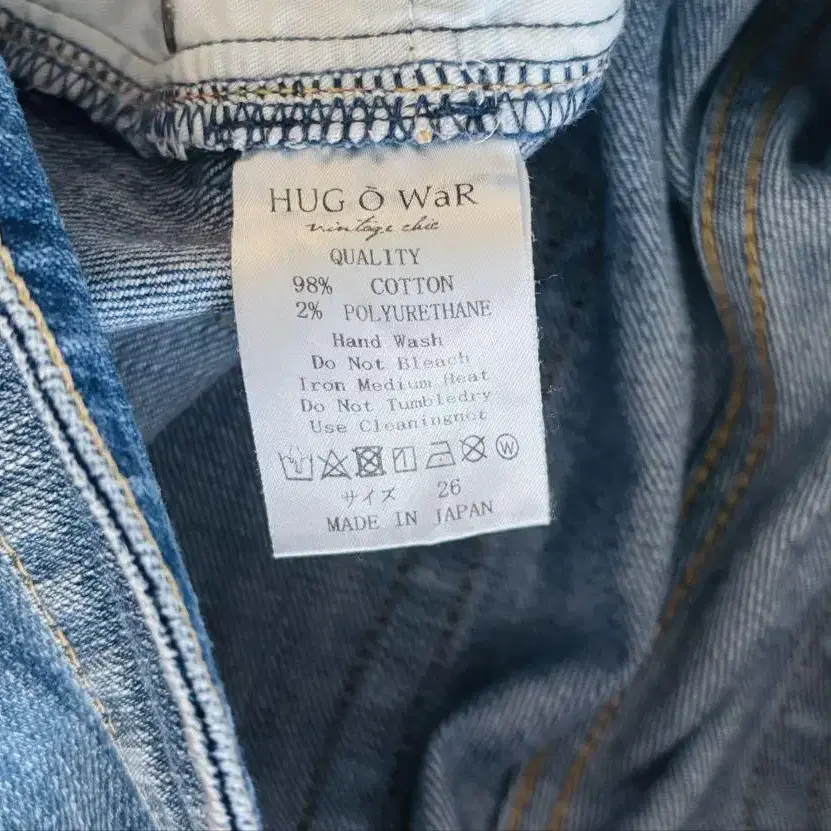 HUG Ō WaR
vintage chic
QUALITY
98% COTTON
2% POLYURETHANE
Hand Wash
Do Not Bleach
Iron Medium Heat
Do Not Tumbledry
Use Cleaningnot
W
サイズ 26
MADE IN JAPAN